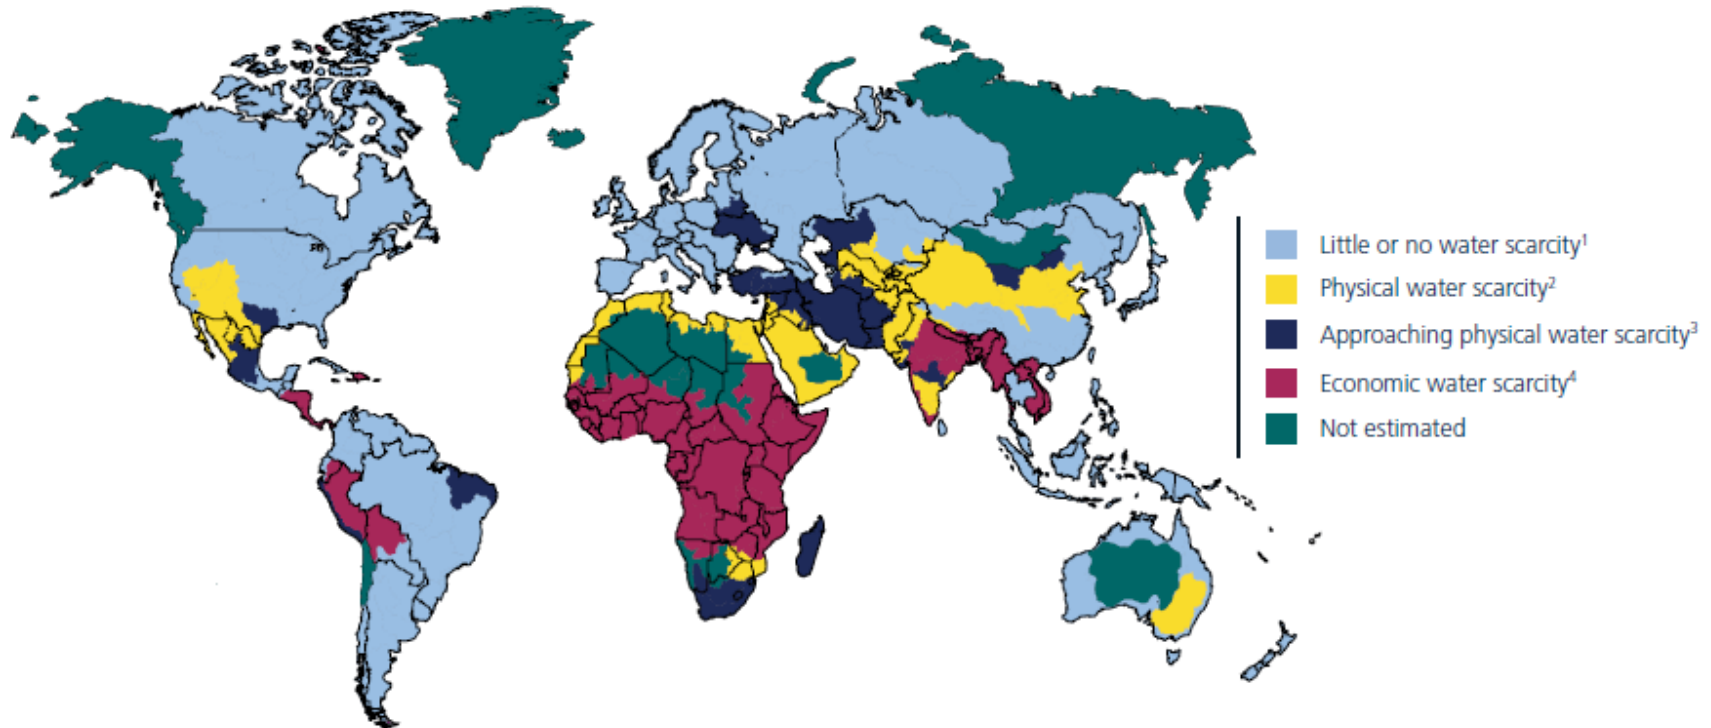 Little or no water scarcity¹
Physical water scarcity²
Approaching physical water scarcity³
Economic water scarcity⁴
Not estimated